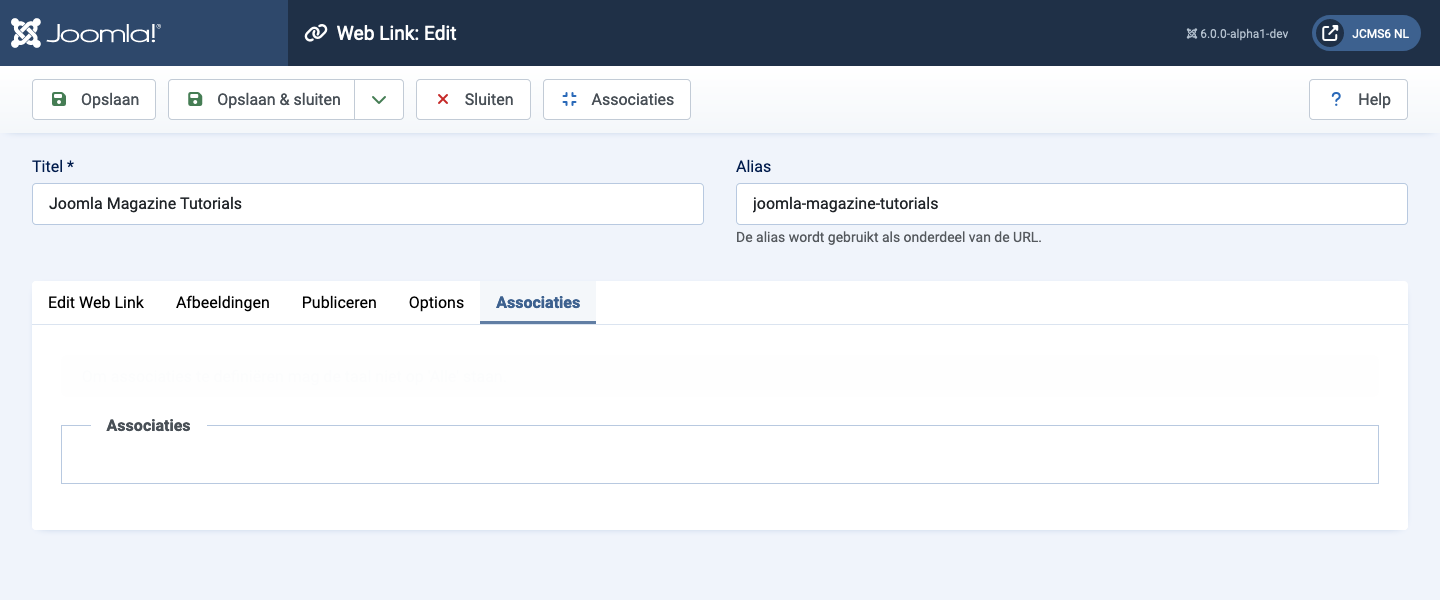 Joomla!®
Web Link: Edit
6.0.0-alpha1-dev
JCMS6 NL
Opslaan
Opslaan & sluiten
Sluiten
Associaties
? Help
Titel *
Alias
Joomla Magazine Tutorials
joomla-magazine-tutorials
De alias wordt gebruikt als onderdeel van de URL.
Edit Web Link
Afbeeldingen
Publiceren
Options
Associaties
Associaties